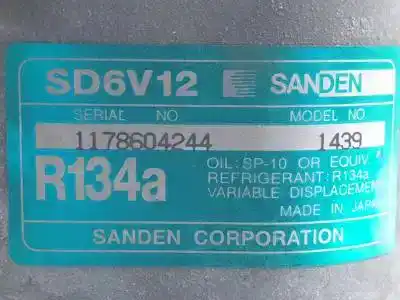 SD6V12 SANDEN
SERIAL NO MODEL NO
1178604244 1439
R134a
OIL: SP-10 OR EQUIV.
REFRIGERANT: R134a
VARIABLE DISPLACEMENT
MADE IN JAPAN
SANDEN CORPORATION